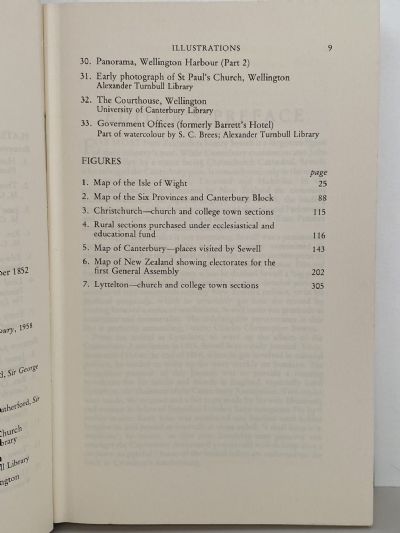 ILLUSTRATIONS 9
30. Panorama, Wellington Harbour (Part 2)
31. Early photograph of St Paul's Church, Wellington
Alexander Turnbull Library
32. The Courthouse, Wellington
University of Canterbury Library
33. Government Offices (formerly Barrett's Hotel)
Part of watercolour by S. C. Brees; Alexander Turnbull Library
FIGURES
page
1. Map of the Isle of Wight 25
2. Map of the Six Provinces and Canterbury Block 88
3. Christchurch—church and college town sections 115
4. Rural sections purchased under ecclesiastical and
educational fund 116
5. Map of Canterbury—places visited by Sewell 143
6. Map of New Zealand showing electorates for the
first General Assembly 202
7. Lyttelton—church and college town sections 305
ber 1852
1958
Sir George
Sir
Church
Library